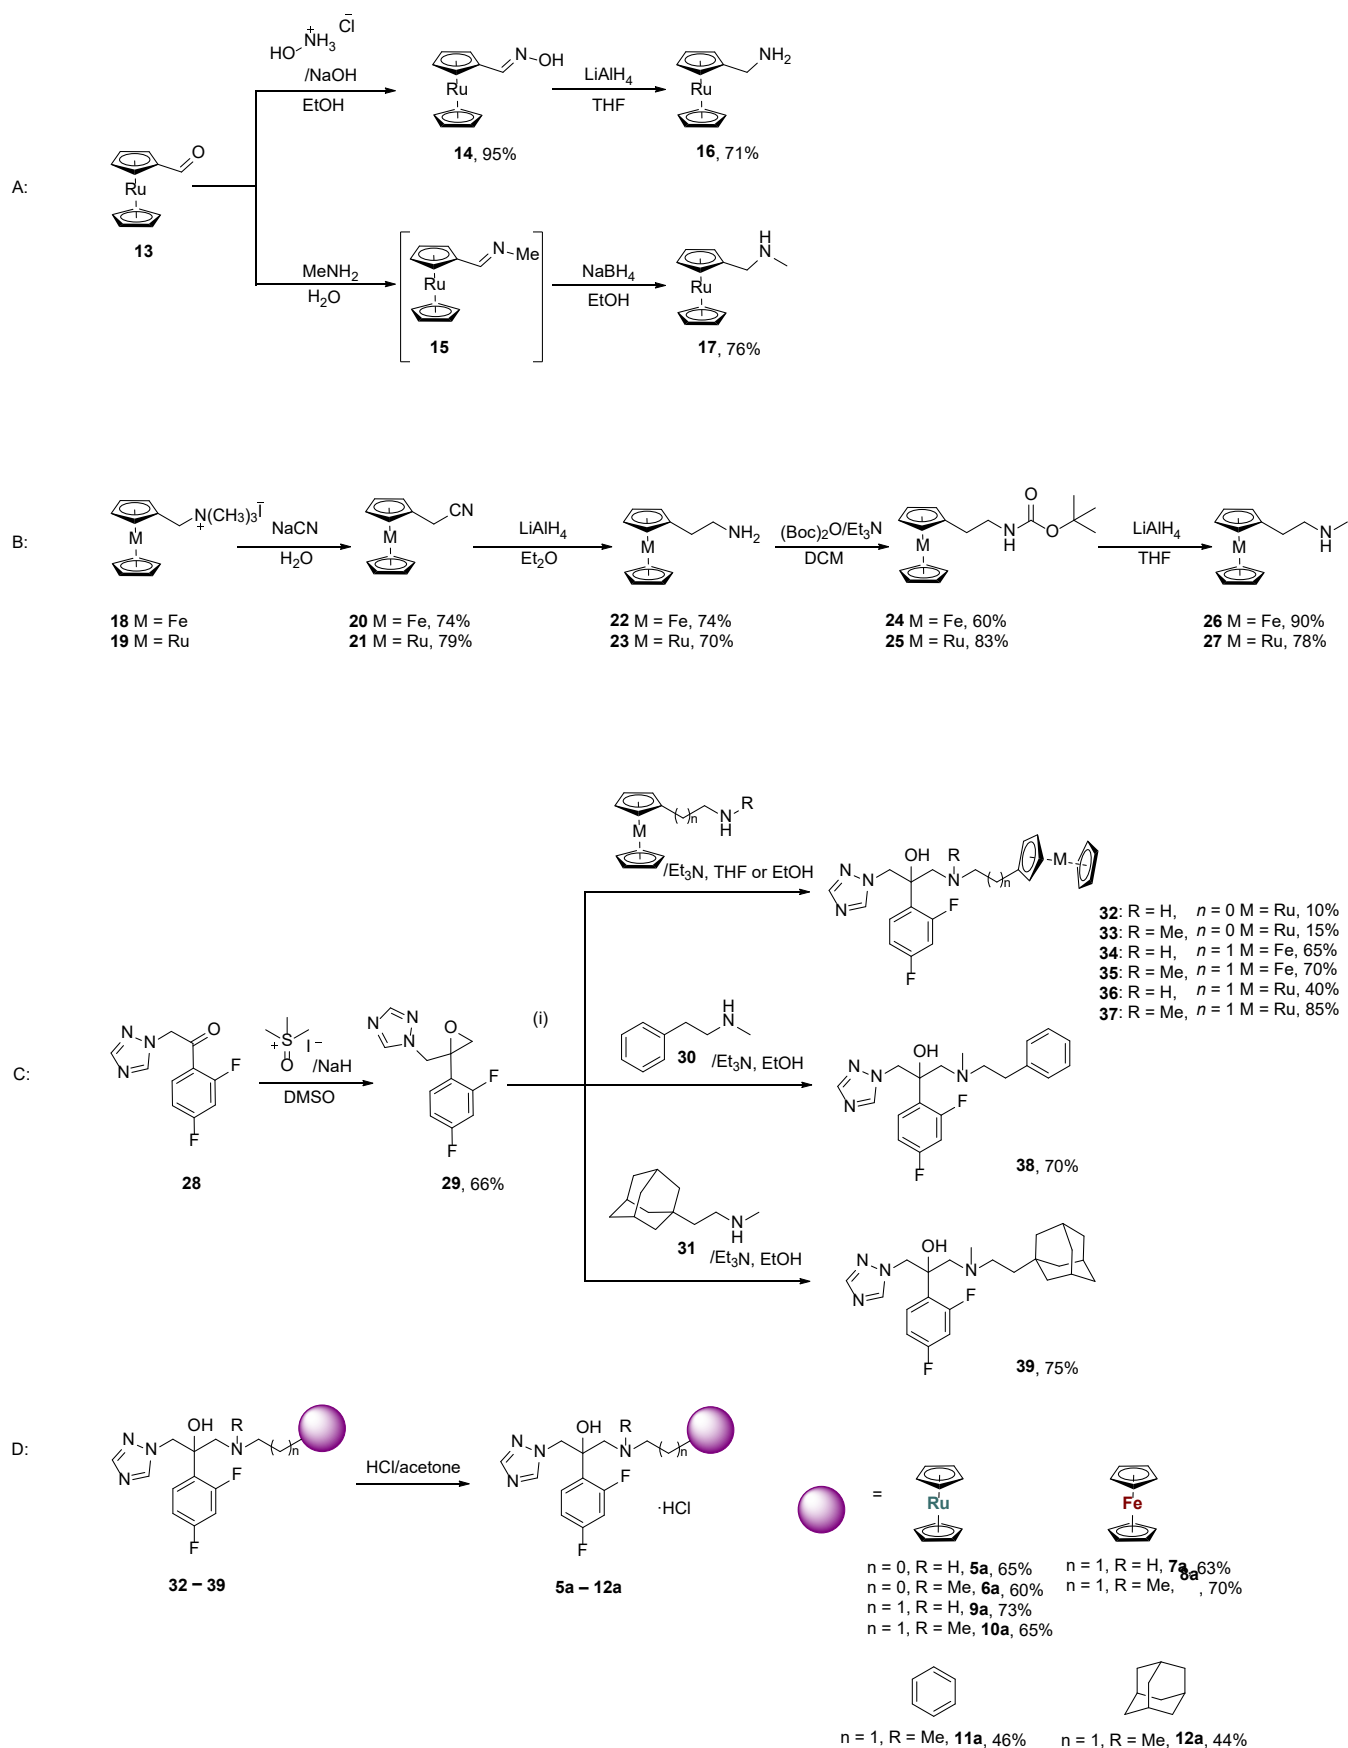 A:
HO NH3 + Cl −
/NaOH
EtOH
N OH
Ru
14, 95%
LiAlH4
THF
NH2
Ru
16, 71%
O
Ru
13
MeNH2
H2O
N Me
Ru
15
NaBH4
EtOH
H
N
Ru
17, 76%
B:
N(CH3)3 I −
+
M
NaCN
H2O
CN
M
LiAlH4
Et2O
NH2
M
(Boc)2O/Et3N
DCM
O
N
H
O
M
LiAlH4
THF
N
H
M
18 M = Fe
19 M = Ru
20 M = Fe, 74%
21 M = Ru, 79%
22 M = Fe, 74%
23 M = Ru, 70%
24 M = Fe, 60%
25 M = Ru, 83%
26 M = Fe, 90%
27 M = Ru, 78%
C:
N
N
N
O
F
F
28
S
+
O
I −
/NaH
DMSO
N
N
N
O
F
F
29, 66%
(i)
M
( )n
N
H
R
/Et3N, THF or EtOH
N
N
N
OH
R
N
( )n
M
F
F
32: R = H, n = 0 M = Ru, 10%
33: R = Me, n = 0 M = Ru, 15%
34: R = H, n = 1 M = Fe, 65%
35: R = Me, n = 1 M = Fe, 70%
36: R = H, n = 1 M = Ru, 40%
37: R = Me, n = 1 M = Ru, 85%
H
N
30
/Et3N, EtOH
N
N
N
OH
N
F
F
38, 70%
N
H
31
/Et3N, EtOH
N
N
N
OH
N
F
F
39, 75%
D:
N
N
N
OH
R
N
( )n
F
F
32 – 39
HCl/acetone
N
N
N
OH
R
N
( )n
F
F
·HCl
5a – 12a
=
Ru
n = 0, R = H, 5a, 65%
n = 0, R = Me, 6a, 60%
n = 1, R = H, 9a, 73%
n = 1, R = Me, 10a, 65%
Fe
n = 1, R = H, 7a, 63%
n = 1, R = Me, 8a, 70%
n = 1, R = Me, 11a, 46%
n = 1, R = Me, 12a, 44%